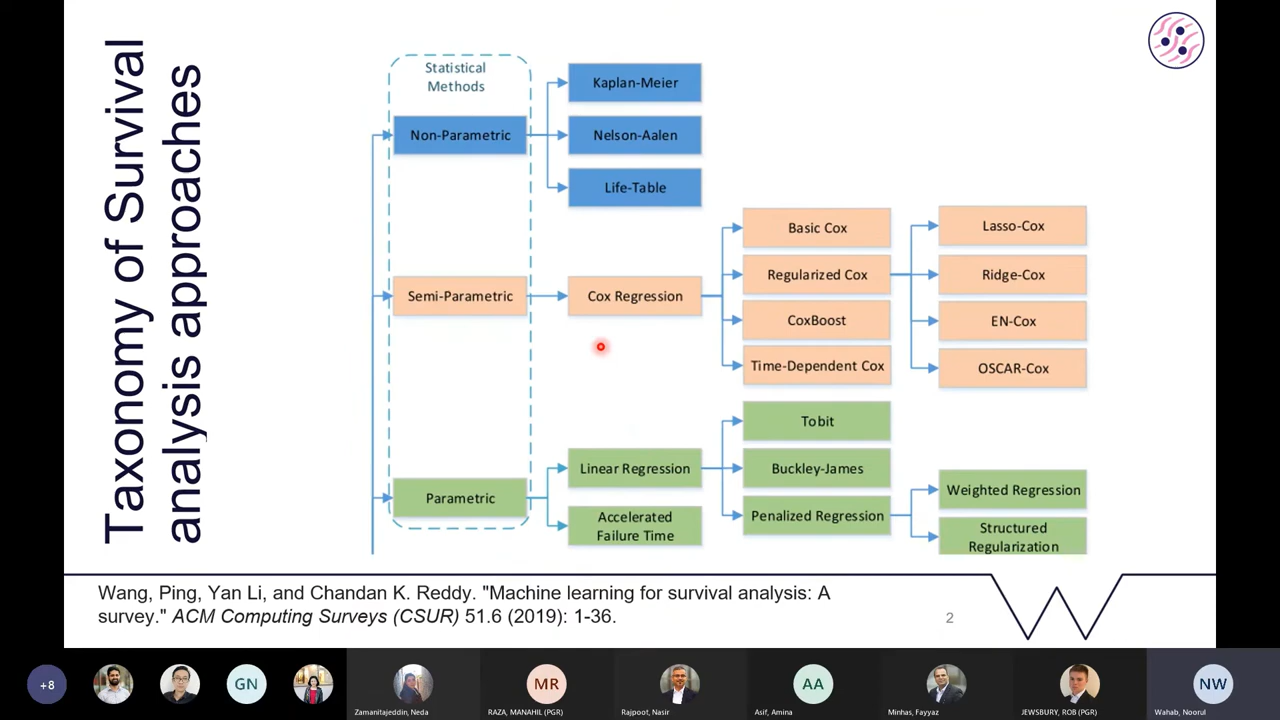 Taxonomy of Survival
analysis approaches
Statistical
Methods
Non-Parametric
Kaplan-Meier
Nelson-Aalen
Life-Table
Semi-Parametric
Cox Regression
Basic Cox
Regularized Cox
CoxBoost
Time-Dependent Cox
Lasso-Cox
Ridge-Cox
EN-Cox
OSCAR-Cox
Parametric
Linear Regression
Accelerated
Failure Time
Tobit
Buckley-James
Penalized Regression
Weighted Regression
Structured
Regularization
Wang, Ping, Yan Li, and Chandan K. Reddy. "Machine learning for survival analysis: A
survey." ACM Computing Surveys (CSUR) 51.6 (2019): 1-36.
2
+8
GN
Zamanitajeddin, Neda
MR
RAZA, MANAHIL (PGR)
Rajpoot, Nasir
AA
Asif, Amina
Minhas, Fayyaz
JEWSBURY, ROB (PGR)
NW
Wahab, Noorul